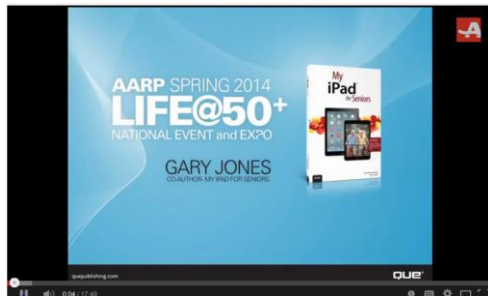 AARP SPRING 2014
LIFE@50+
NATIONAL EVENT and EXPO
GARY JONES
CO-AUTHOR- MY IPAD FOR SENIORS
My
iPad
for Seniors
quepublishing.com
que
0:04 / 17:49